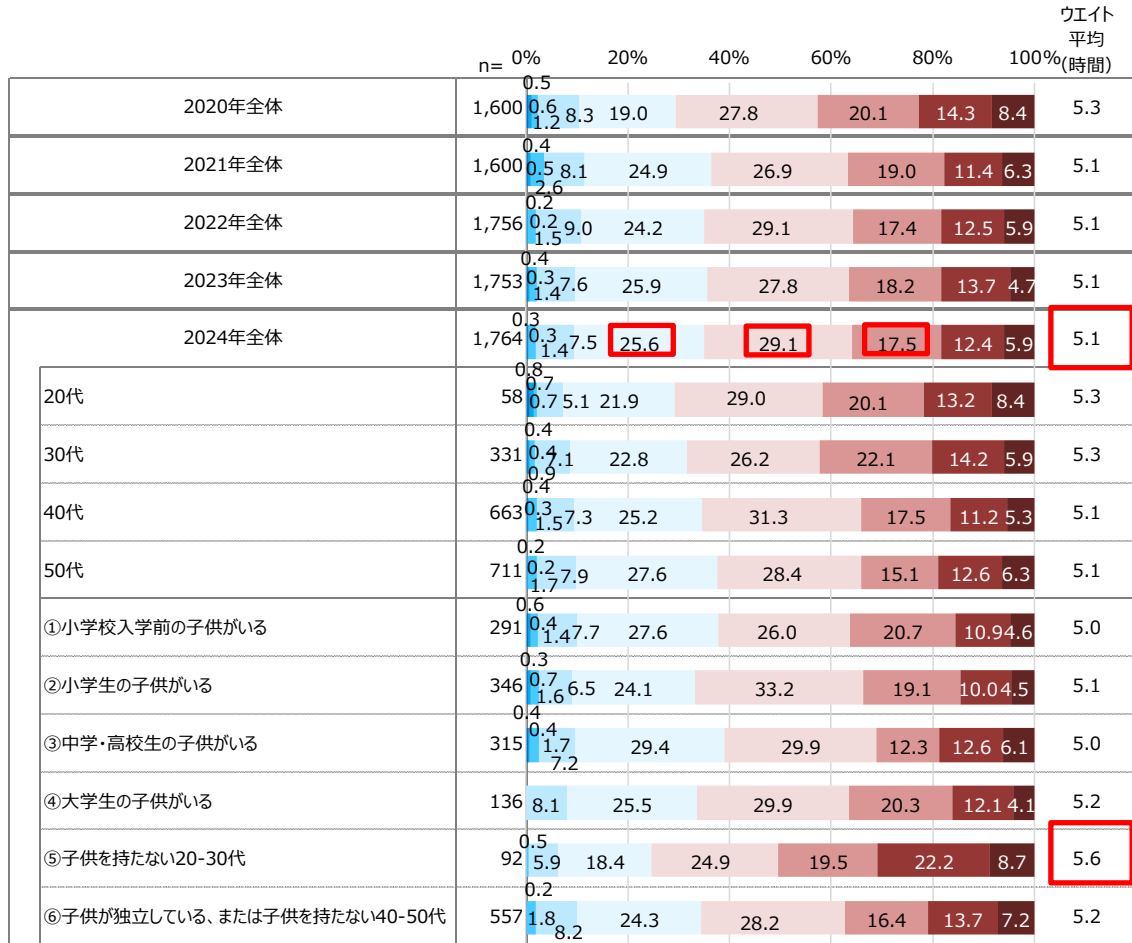 ウエイト
平均
(時間)
n= 0% 20% 40% 60% 80% 100%
2020年全体 1,600 0.5 0.6 1.2 8.3 19.0 27.8 20.1 14.3 8.4 5.3
2021年全体 1,600 0.4 0.5 2.6 8.1 24.9 26.9 19.0 11.4 6.3 5.1
2022年全体 1,756 0.2 0.2 1.5 9.0 24.2 29.1 17.4 12.5 5.9 5.1
2023年全体 1,753 0.4 0.3 1.4 7.6 25.9 27.8 18.2 13.7 4.7 5.1
2024年全体 1,764 0.3 0.3 1.4 7.5 25.6 29.1 17.5 12.4 5.9 5.1
20代 58 0.8 0.7 0.7 5.1 21.9 29.0 20.1 13.2 8.4 5.3
30代 331 0.4 0.4 0.9 7.1 22.8 26.2 22.1 14.2 5.9 5.3
40代 663 0.4 0.3 1.5 7.3 25.2 31.3 17.5 11.2 5.3 5.1
50代 711 0.2 0.2 1.7 7.9 27.6 28.4 15.1 12.6 6.3 5.1
①小学校入学前の子供がいる 291 0.6 0.4 1.4 7.7 27.6 26.0 20.7 10.9 4.6 5.0
②小学生の子供がいる 346 0.3 0.7 1.6 6.5 24.1 33.2 19.1 10.0 4.5 5.1
③中学・高校生の子供がいる 315 0.4 0.4 1.7 7.2 29.4 29.9 12.3 12.6 6.1 5.0
④大学生の子供がいる 136 8.1 25.5 29.9 20.3 12.1 4.1 5.2
⑤子供を持たない20-30代 92 0.5 5.9 18.4 24.9 19.5 22.2 8.7 5.6
⑥子供が独立している、または子供を持たない40-50代 557 0.2 1.8 8.2 24.3 28.2 16.4 13.7 7.2 5.2